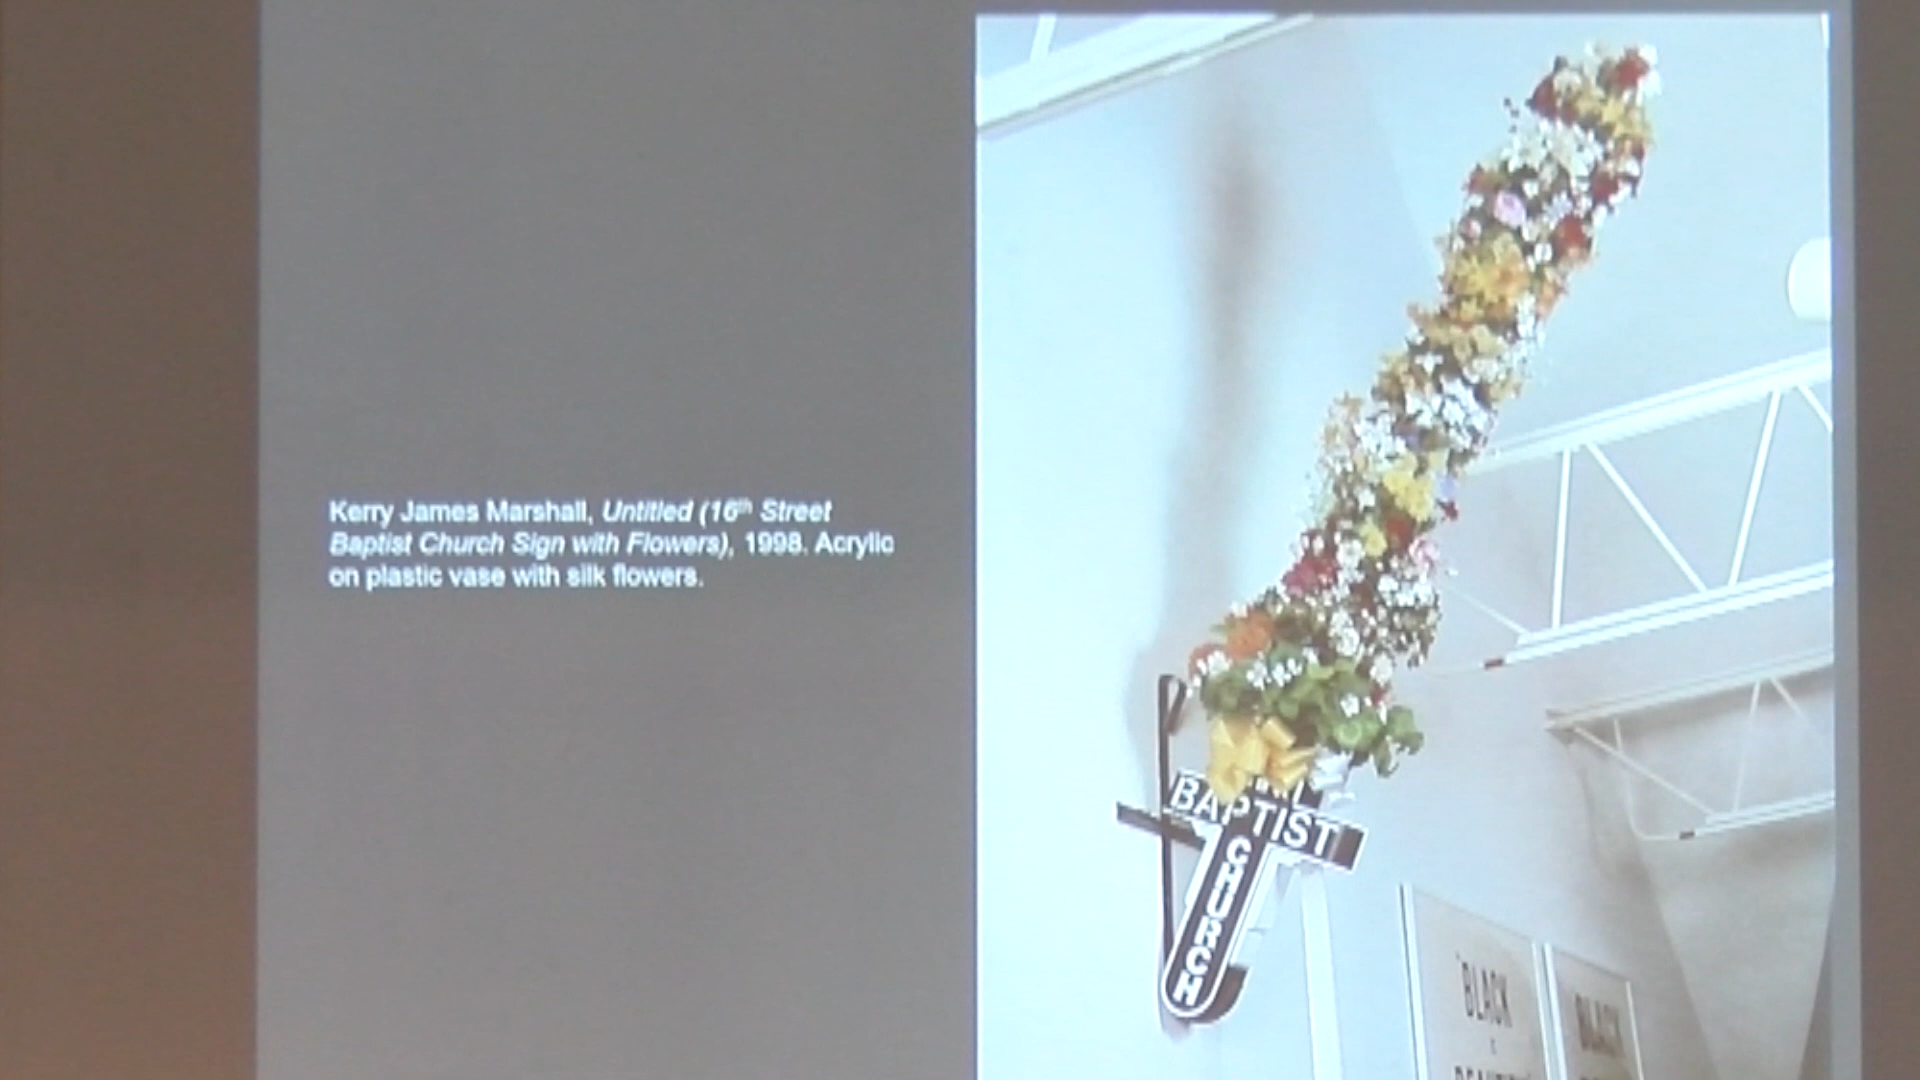 Kerry James Marshall, Untitled (16th Street
Baptist Church Sign with Flowers), 1998. Acrylic
on plastic vase with silk flowers.
BAPTIST
CHURCH
BLACK
BLACK